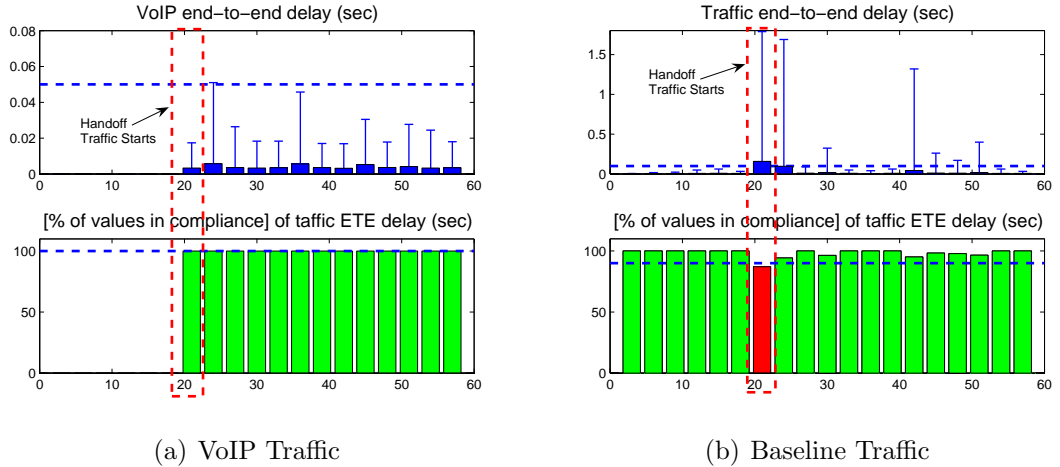 VoIP end−to−end delay (sec)
0.08
0.06
0.04
0.02
0
0 10 20 30 40 50 60
Handoff
Traffic Starts
[% of values in compliance] of taffic ETE delay (sec)
100
50
0
0 10 20 30 40 50 60
(a) VoIP Traffic
Traffic end−to−end delay (sec)
1.5
1
0.5
0
0 10 20 30 40 50 60
Handoff
Traffic Starts
[% of values in compliance] of taffic ETE delay (sec)
100
50
0
0 10 20 30 40 50 60
(b) Baseline Traffic